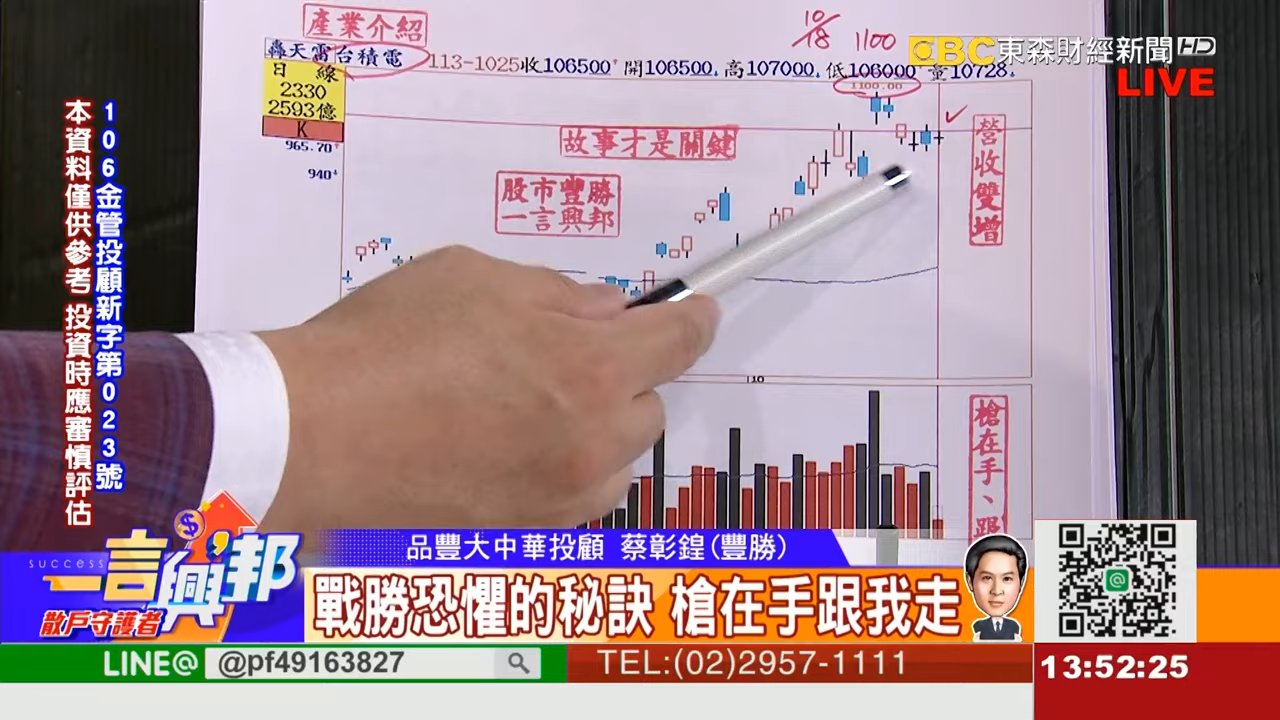 產業介紹
10/18 1100
EBC 東森財經新聞 HD
LIVE
轟天雷台積電
113-1025收106500 開106500 高107000 低106000 量10728
日 線
2330
2593億
K
965.70
940
1100.00
故事才是關鍵
股市豐勝
一言興邦
營收雙增
10
槍在手、跟
106金管投顧新字第023號
本資料僅供參考 投資時應審慎評估
success
一言興邦
散戶守護者
品豐大中華投顧 蔡彰鍠(豐勝)
戰勝恐懼的秘訣 槍在手跟我走
LINE@ @pf49163827
TEL:(02)2957-1111
13:52:25